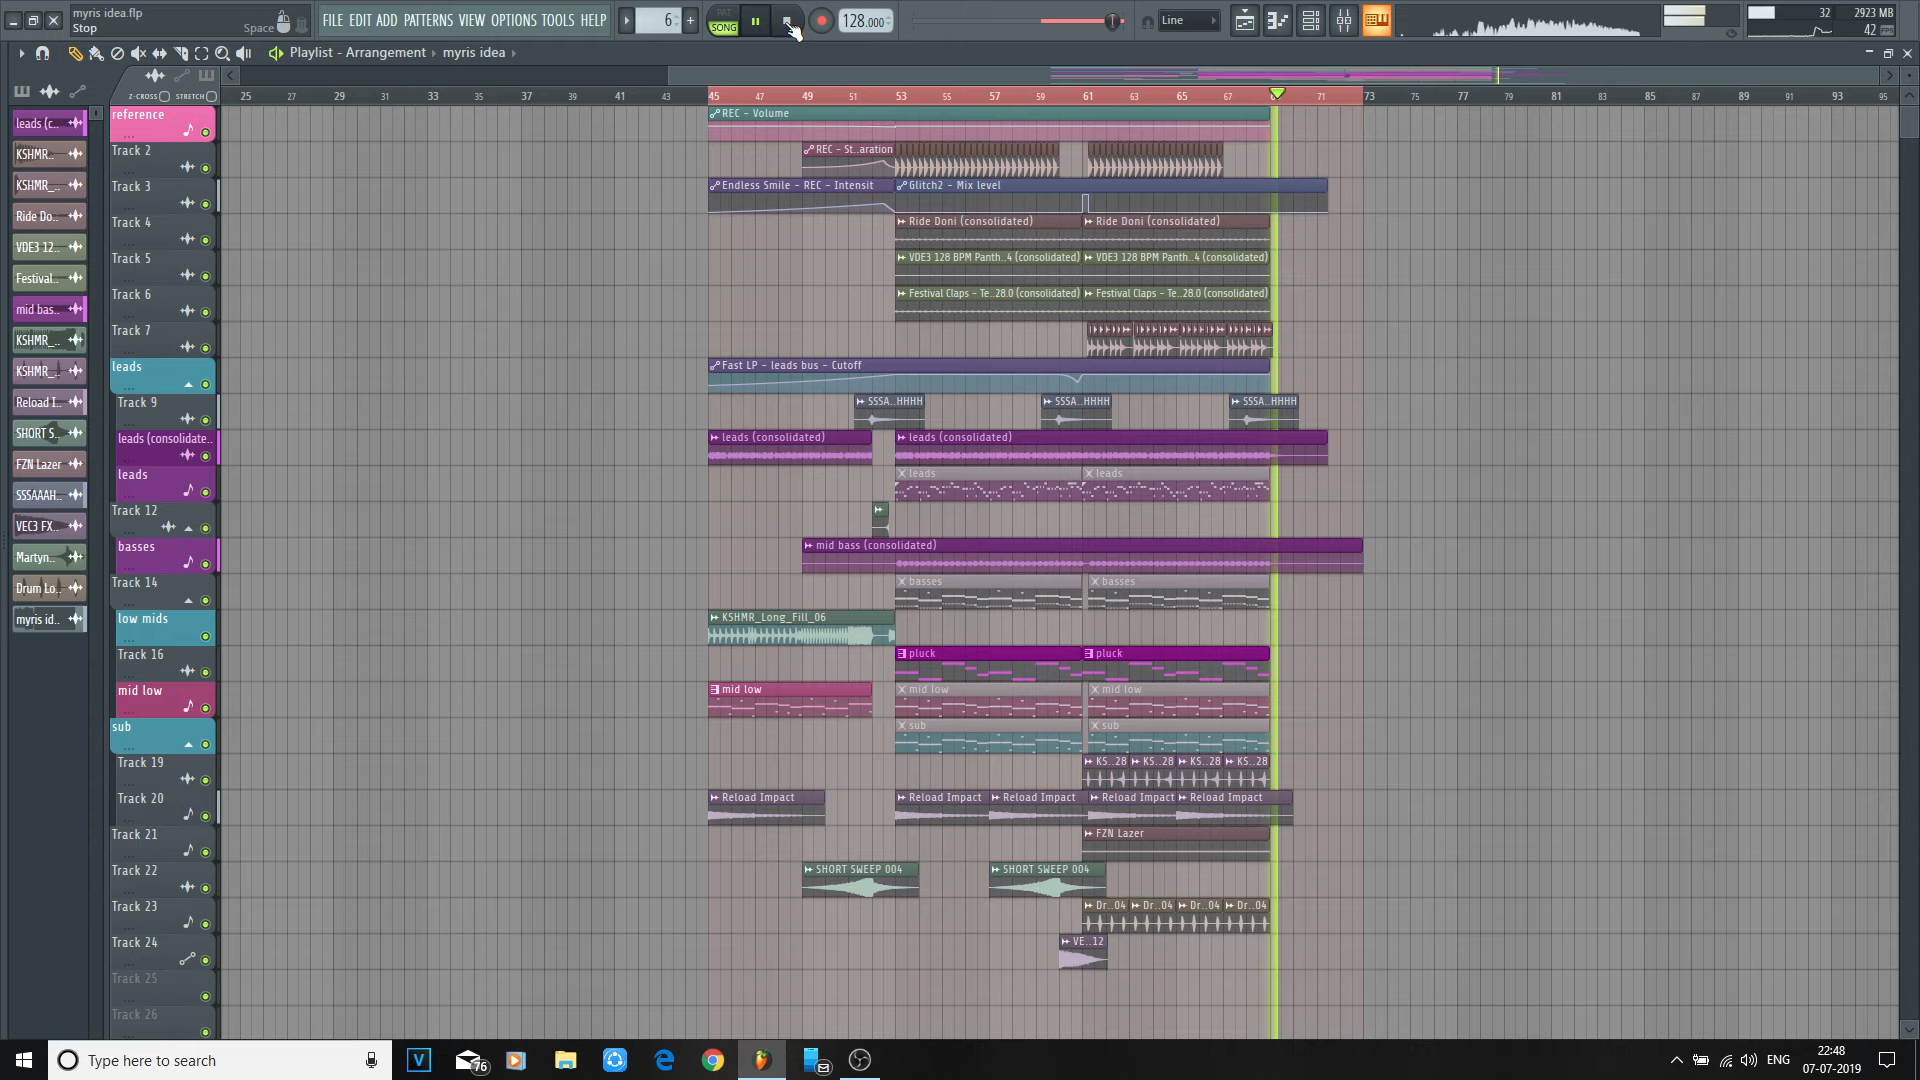 myris idea.flp
Stop
Space
FILE EDIT ADD PATTERNS VIEW OPTIONS TOOLS HELP
6
PAT
SONG
128.000
Line
32
2923 MB
42
Playlist - Arrangement
myris idea
Z-CROSS
STRETCH
25 27 29 31 33 35 37 39 41 43 45 47 49 51 53 55 57 59 61 63 65 67 71 73 75 77 79 81 83 85 87 89 91 93 95
leads (c..
KSHMR..
KSHMR_..
Ride Do..
VDE3 12..
Festival..
mid bas..
KSHMR_..
KSHMR_..
Reload I..
SHORT S..
FZN Lazer
SSSAAAH..
VEC3 FX..
Martyn..
Drum Lo..
myris id..
reference
REC - Volume
Track 2
REC - St..aration
Track 3
Endless Smile - REC - Intensit
Glitch2 - Mix level
Track 4
Ride Doni (consolidated)
Ride Doni (consolidated)
Track 5
VDE3 128 BPM Panth..4 (consolidated)
VDE3 128 BPM Panth..4 (consolidated)
Track 6
Festival Claps - Te..28.0 (consolidated)
Festival Claps - Te..28.0 (consolidated)
Track 7
leads
Fast LP - leads bus - Cutoff
Track 9
SSSA..HHHH
SSSA..HHHH
SSSA..HHHH
leads (consolidate..
leads (consolidated)
leads (consolidated)
leads
leads
leads
Track 12
basses
mid bass (consolidated)
Track 14
basses
basses
low mids
KSHMR_Long_Fill_06
Track 16
pluck
pluck
mid low
mid low
mid low
mid low
sub
sub
sub
Track 19
KS..28 KS..28 KS..28 KS..28
Track 20
Reload Impact
Reload Impact
Reload Impact
Reload Impact
Reload Impact
Track 21
FZN Lazer
Track 22
SHORT SWEEP 004
SHORT SWEEP 004
Track 23
Dr..04 Dr..04 Dr..04 Dr..04
Track 24
VE..12
Track 25
Track 26
Type here to search
V
76
ENG
22:48
07-07-2019